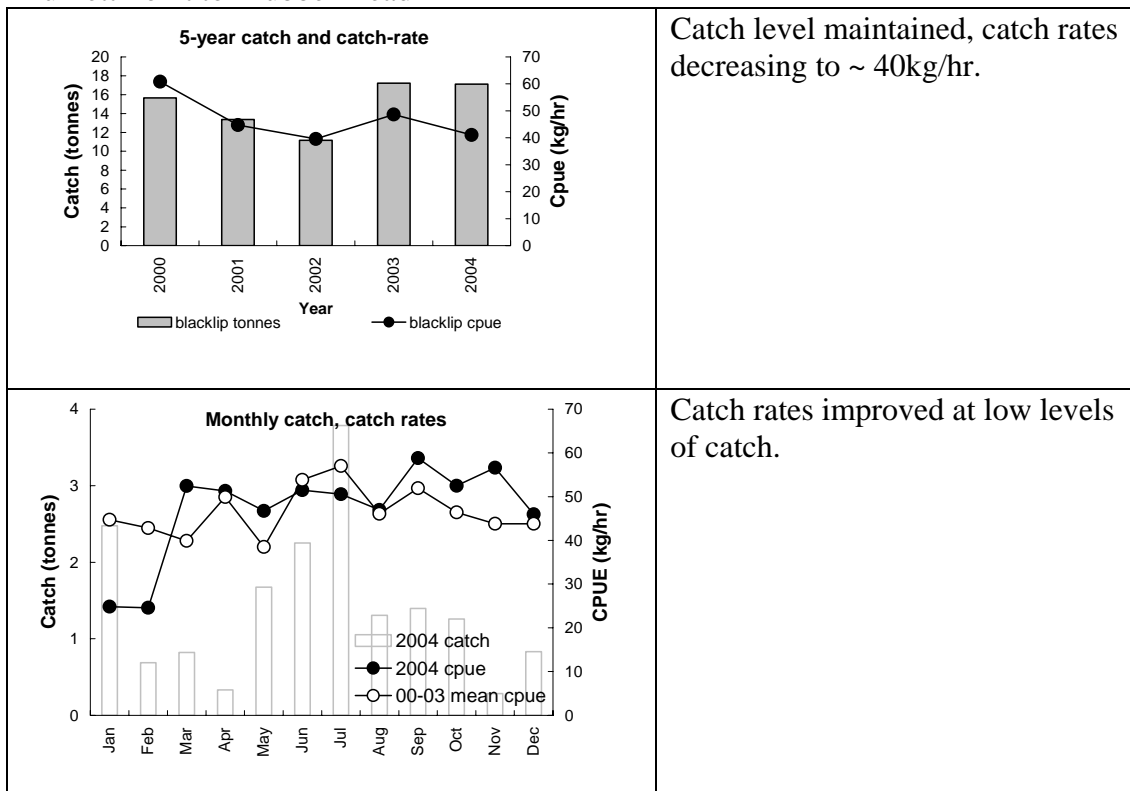 5-year catch and catch-rate
Catch (tonnes)
20
18
16
14
12
10
8
6
4
2
0
70
60
50
40
30
20
10
0
Cpue (kg/hr)
2000
2001
2002
2003
2004
Year
blacklip tonnes
blacklip cpue
Catch level maintained, catch rates
decreasing to ~ 40kg/hr.
Monthly catch, catch rates
Catch (tonnes)
4
3
2
1
0
70
60
50
40
30
20
10
0
CPUE (kg/hr)
2004 catch
2004 cpue
00-03 mean cpue
Jan
Feb
Mar
Apr
May
Jun
Jul
Aug
Sep
Oct
Nov
Dec
Catch rates improved at low levels
of catch.